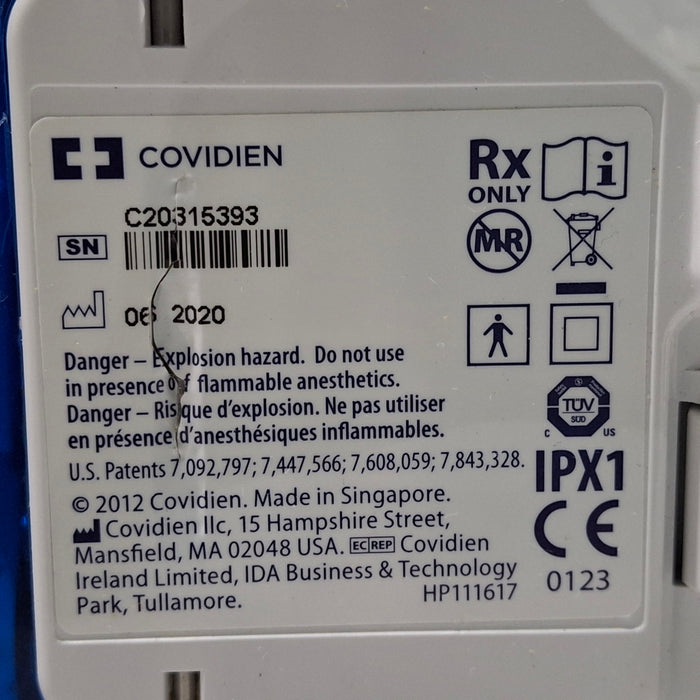 COVIDIEN
Rx
ONLY
i
C20315393
SN
MR
06 2020
Danger – Explosion hazard. Do not use
in presence of flammable anesthetics.
Danger – Risque d'explosion. Ne pas utiliser
en présence d'anesthésiques inflammables.
TÜV
SÜD
C US
U.S. Patents 7,092,797; 7,447,566; 7,608,059; 7,843,328.
IPX1
© 2012 Covidien. Made in Singapore.
Covidien llc, 15 Hampshire Street,
Mansfield, MA 02048 USA. EC REP Covidien
Ireland Limited, IDA Business & Technology
Park, Tullamore.
HP111617
CE
0123